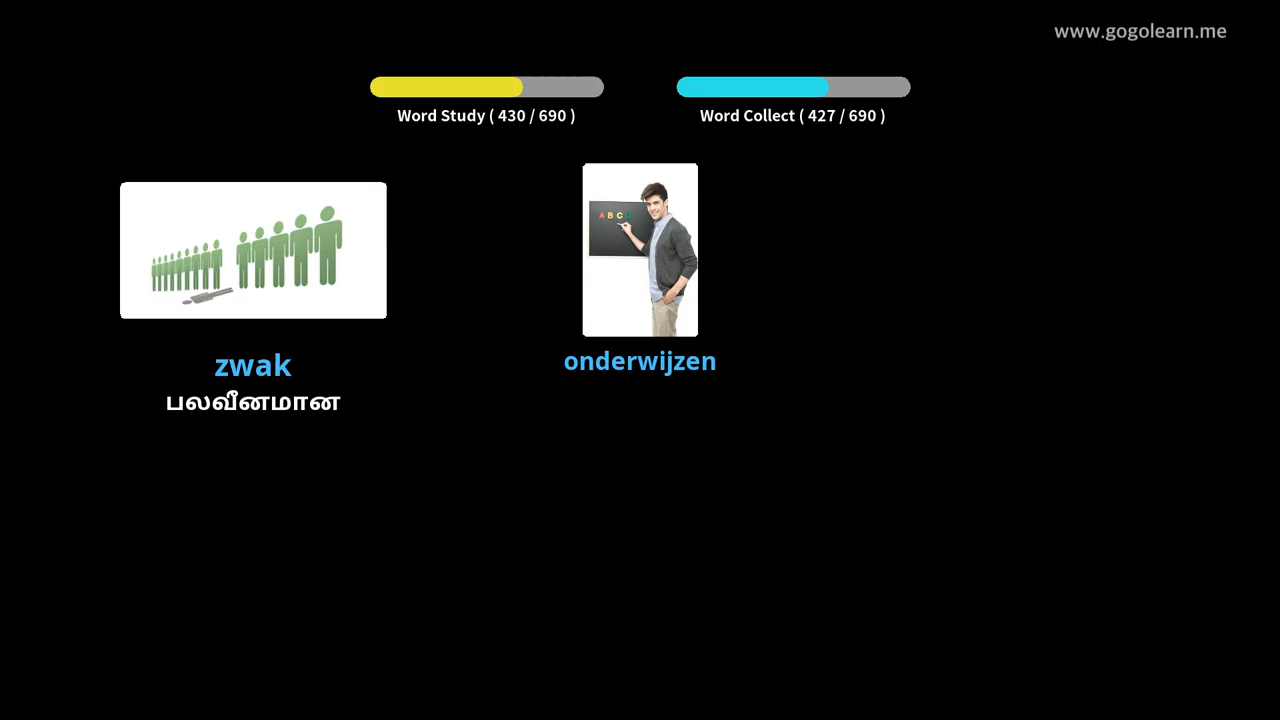 www.gogolearn.me
Word Study ( 430 / 690 )
Word Collect ( 427 / 690 )
A B C D
zwak
பலவீனமான
onderwijzen